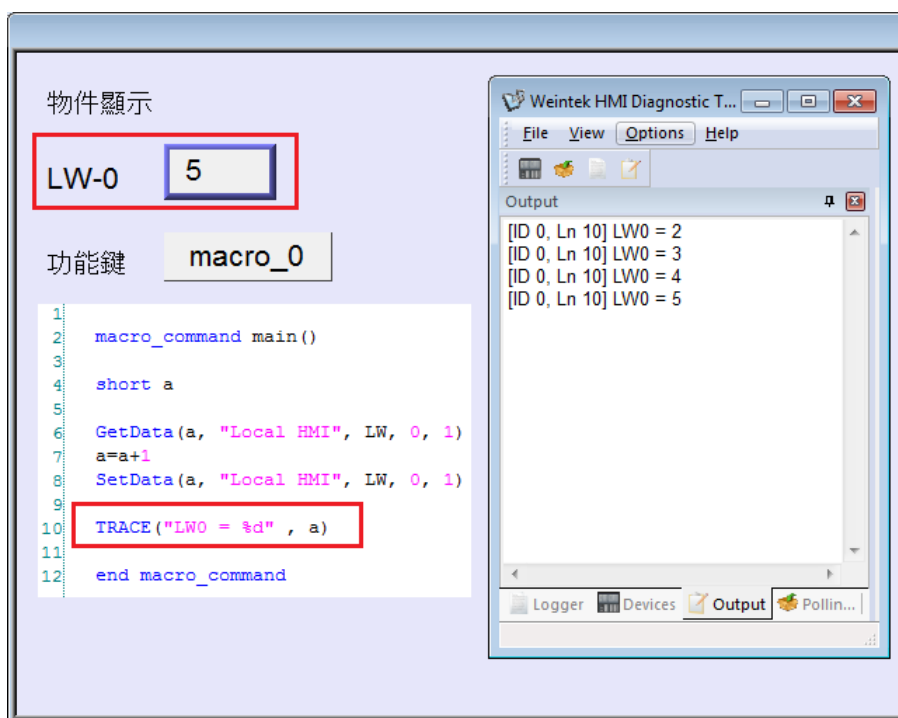 物件顯示
LW-0
5
功能鍵
macro_0
1
2 macro_command main()
3
4 short a
5
6 GetData(a, "Local HMI", LW, 0, 1)
7 a=a+1
8 SetData(a, "Local HMI", LW, 0, 1)
9
10 TRACE("LW0 = %d" , a)
11
12 end macro_command
Weintek HMI Diagnostic T...
File View Options Help
Output
[ID 0, Ln 10] LW0 = 2
[ID 0, Ln 10] LW0 = 3
[ID 0, Ln 10] LW0 = 4
[ID 0, Ln 10] LW0 = 5
Logger Devices Output Pollin...